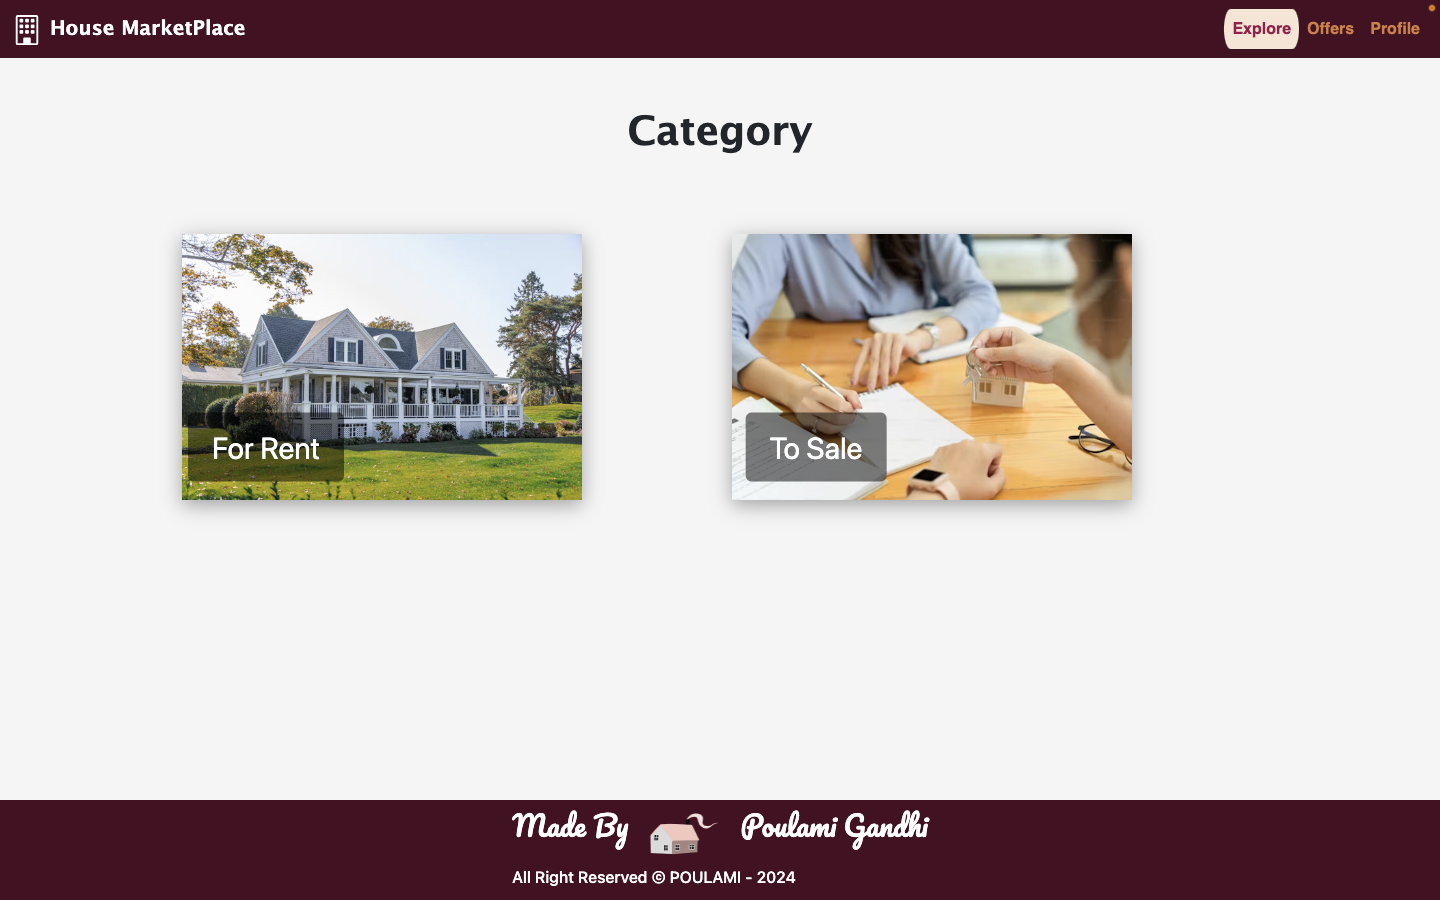 House MarketPlace
Explore Offers Profile
Category
For Rent
To Sale
Made By Poulami Gandhi
All Right Reserved © POULAMI - 2024